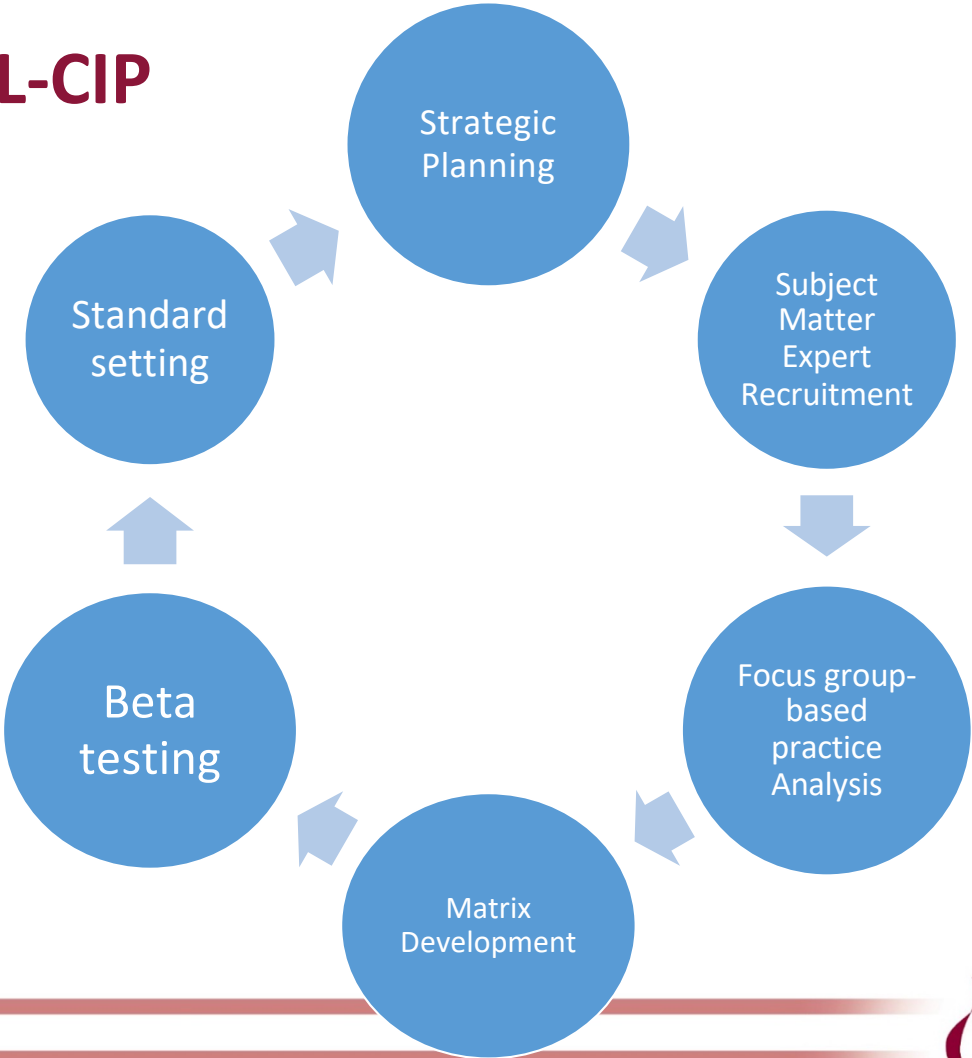 L-CIP
Strategic
Planning
Subject
Matter
Expert
Recruitment
Focus group-
based
practice
Analysis
Matrix
Development
Beta
testing
Standard
setting